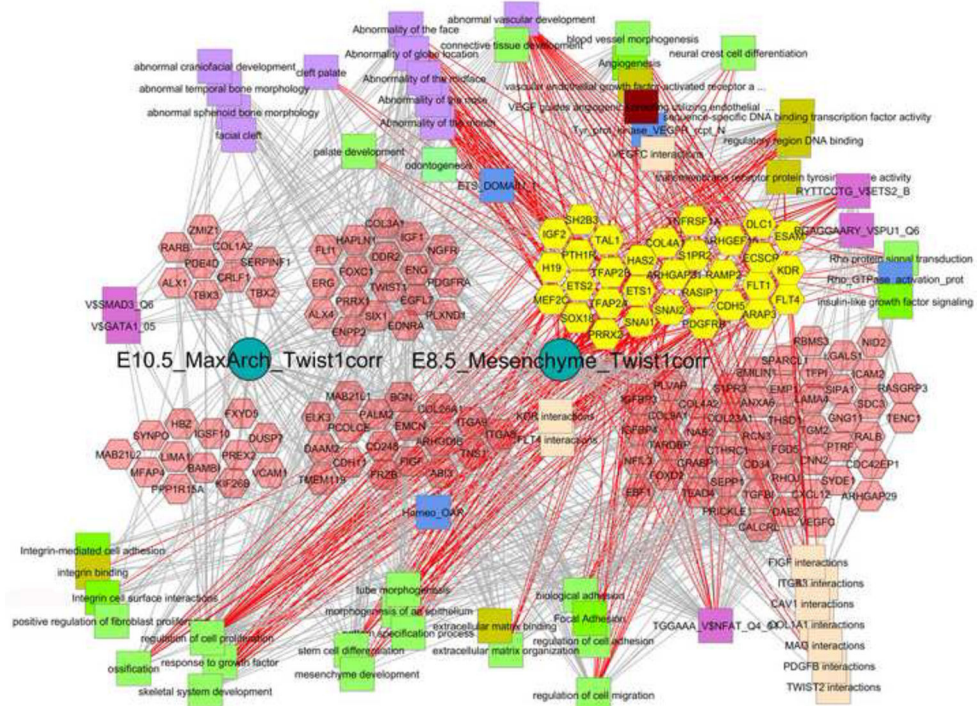 abnormal vascular development
Abnormality of the face
Abnormality of globe location
connective tissue development
blood vessel morphogenesis
neural crest cell differentiation
Angiogenesis
abnormal craniofacial development
cleft palate
Abnormality of the midface
vascular endothelial growth factor-activated receptor a ...
abnormal temporal bone morphology
Abnormality of the nose
VEGF guides angiogenic sprouting utilizing endothelial ...
abnormal sphenoid bone morphology
Abnormality of the mouth
sequence-specific DNA binding transcription factor activity
facial cleft
Tyr_prot_kinase_VEGFR_rcpt_N
regulatory region DNA binding
palate development
odontogenesis
VEGFC interactions
ETS_DOMAIN_1
RYTTCCTG_V$ETS2_B
RGAGGAARY_V$PU1_Q6
Rho protein signal transduction
Rho_GTPase_activation_prot
insulin-like growth factor signaling
ZMIZ1
RARB
COL1A2
PDE4D
SERPINF1
ALX1
CRLF1
TBX3
TBX2
COL3A1
HAPLN1
IGF1
FLI1
DDR2
NGFR
FOXC1
ENG
ERG
TWIST1
PDGFRA
PRRX1
EGFL7
ALX4
SIX1
PLXND1
ENPP2
EDNRA
SH2B3
TNFRSF1A
DLC1
IGF2
TAL1
COL4A1
ARHGEF
ESAM
PTH1R
HAS2
S1PR2
ECSCR
H19
TFAP2B
ARHGAP31
RAMP2
KDR
ETS2
ETS1
RASIP1
FLT1
MEF2C
TFAP2A
CDH5
FLT4
SOX18
SNAI1
SNAI2
ARAP3
PRRX2
PDGFRB
V$SMAD3_Q6
V$GATA1_05
E10.5_MaxArch_Twist1corr
E8.5_Mesenchyme_Twist1corr
RBMS3
NID2
SPARCL1
LGALS1
EMILIN1
TFPI
ICAM2
PLVAP
S1PR3
EMP1
SIPA1
RASGRP3
IGFBP3
COL4A2
ANXA6
LAMA4
SDC3
COL9A1
COL23A1
THSD1
GNG11
TENC1
IGFBP4
NAB2
RCN3
TGM2
RALB
TARDBP
CTHRC1
FGD5
PTRF
NFIL3
CRABP1
CD34
CNN2
CDC42EP1
FOXD2
SEPP1
RHOJ
SYDE1
EBF1
TEAD4
TGFBI
CXCL12
ARHGAP29
PRICKLE1
DAB2
CALCRL
VEGFC
MAB21L1
BGN
ELK3
PALM2
COL26A1
PCOLCE
EMCN
ITGA9
DAAM2
CD248
ARHGDIB
ITGA8
CDH11
FIGF
TNS1
TMEM119
FRZB
ABI3
KDR interactions
FLT4 interactions
FXYD5
HBZ
SYNPO
IGSF10
DUSP7
MAB21L2
LIMA1
PREX2
MFAP4
BAMBI
VCAM1
PPP1R15A
KIF26B
Homeo_OAR
Integrin-mediated cell adhesion
integrin binding
Integrin cell surface interactions
positive regulation of fibroblast prolifer
regulation of cell proliferation
ossification
response to growth factor
skeletal system development
tube morphogenesis
morphogenesis of an epithelium
pattern specification process
stem cell differentiation
mesenchyme development
extracellular matrix binding
extracellular matrix organization
biological adhesion
Focal Adhesion
regulation of cell adhesion
regulation of cell migration
FIGF interactions
ITGB3 interactions
CAV1 interactions
COL1A1 interactions
MAG interactions
PDGFB interactions
TWIST2 interactions